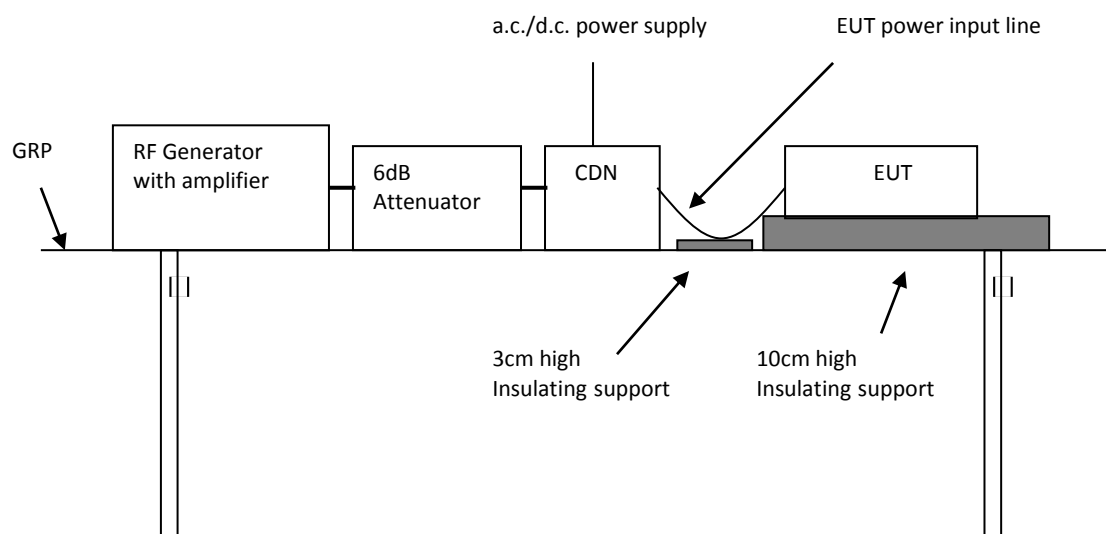 a.c./d.c. power supply
EUT power input line
GRP
RF Generator
with amplifier
6dB
Attenuator
CDN
EUT
3cm high
Insulating support
10cm high
Insulating support